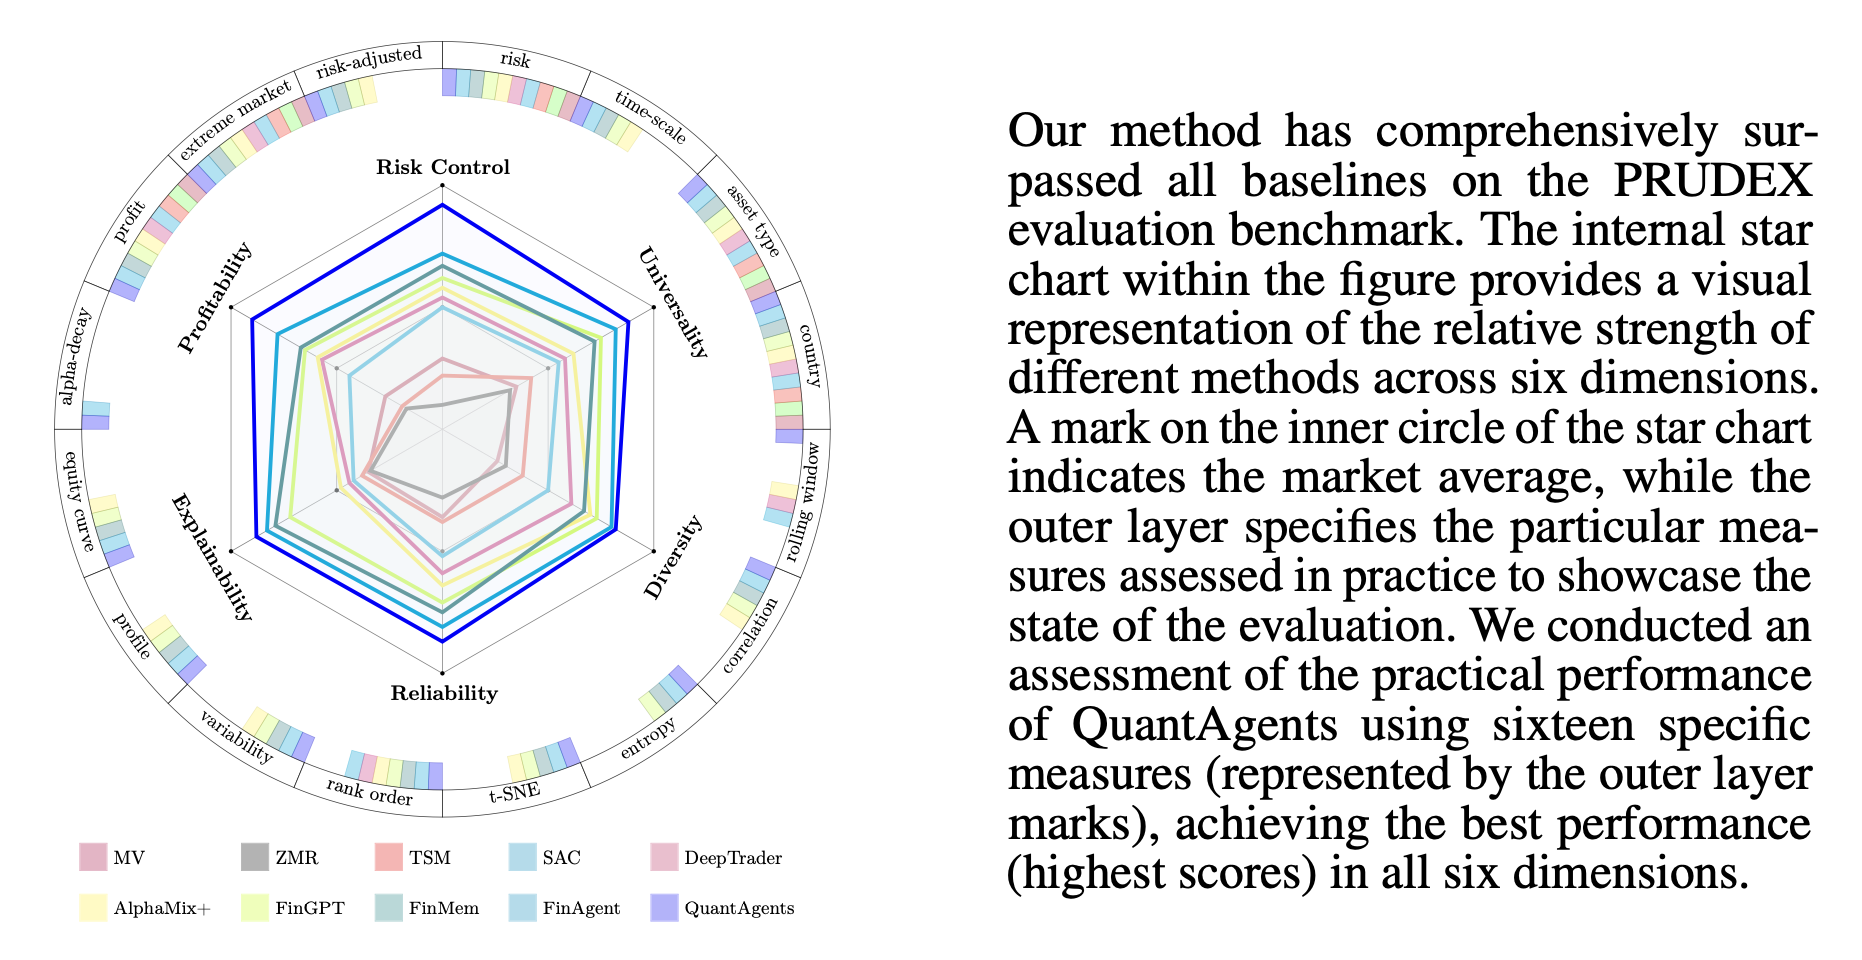 risk-adjusted
risk
extreme market
time-scale
profit
asset type
alpha-decay
country
equity curve
rolling window
profile
correlation
variability
entropy
rank order
t-SNE
Risk Control
Profitability
Universality
Explainability
Diversity
Reliability
MV
ZMR
TSM
SAC
DeepTrader
AlphaMix+
FinGPT
FinMem
FinAgent
QuantAgents
Our method has comprehensively sur-
passed all baselines on the PRUDEX
evaluation benchmark. The internal star
chart within the figure provides a visual
representation of the relative strength of
different methods across six dimensions.
A mark on the inner circle of the star chart
indicates the market average, while the
outer layer specifies the particular mea-
sures assessed in practice to showcase the
state of the evaluation. We conducted an
assessment of the practical performance
of QuantAgents using sixteen specific
measures (represented by the outer layer
marks), achieving the best performance
(highest scores) in all six dimensions.